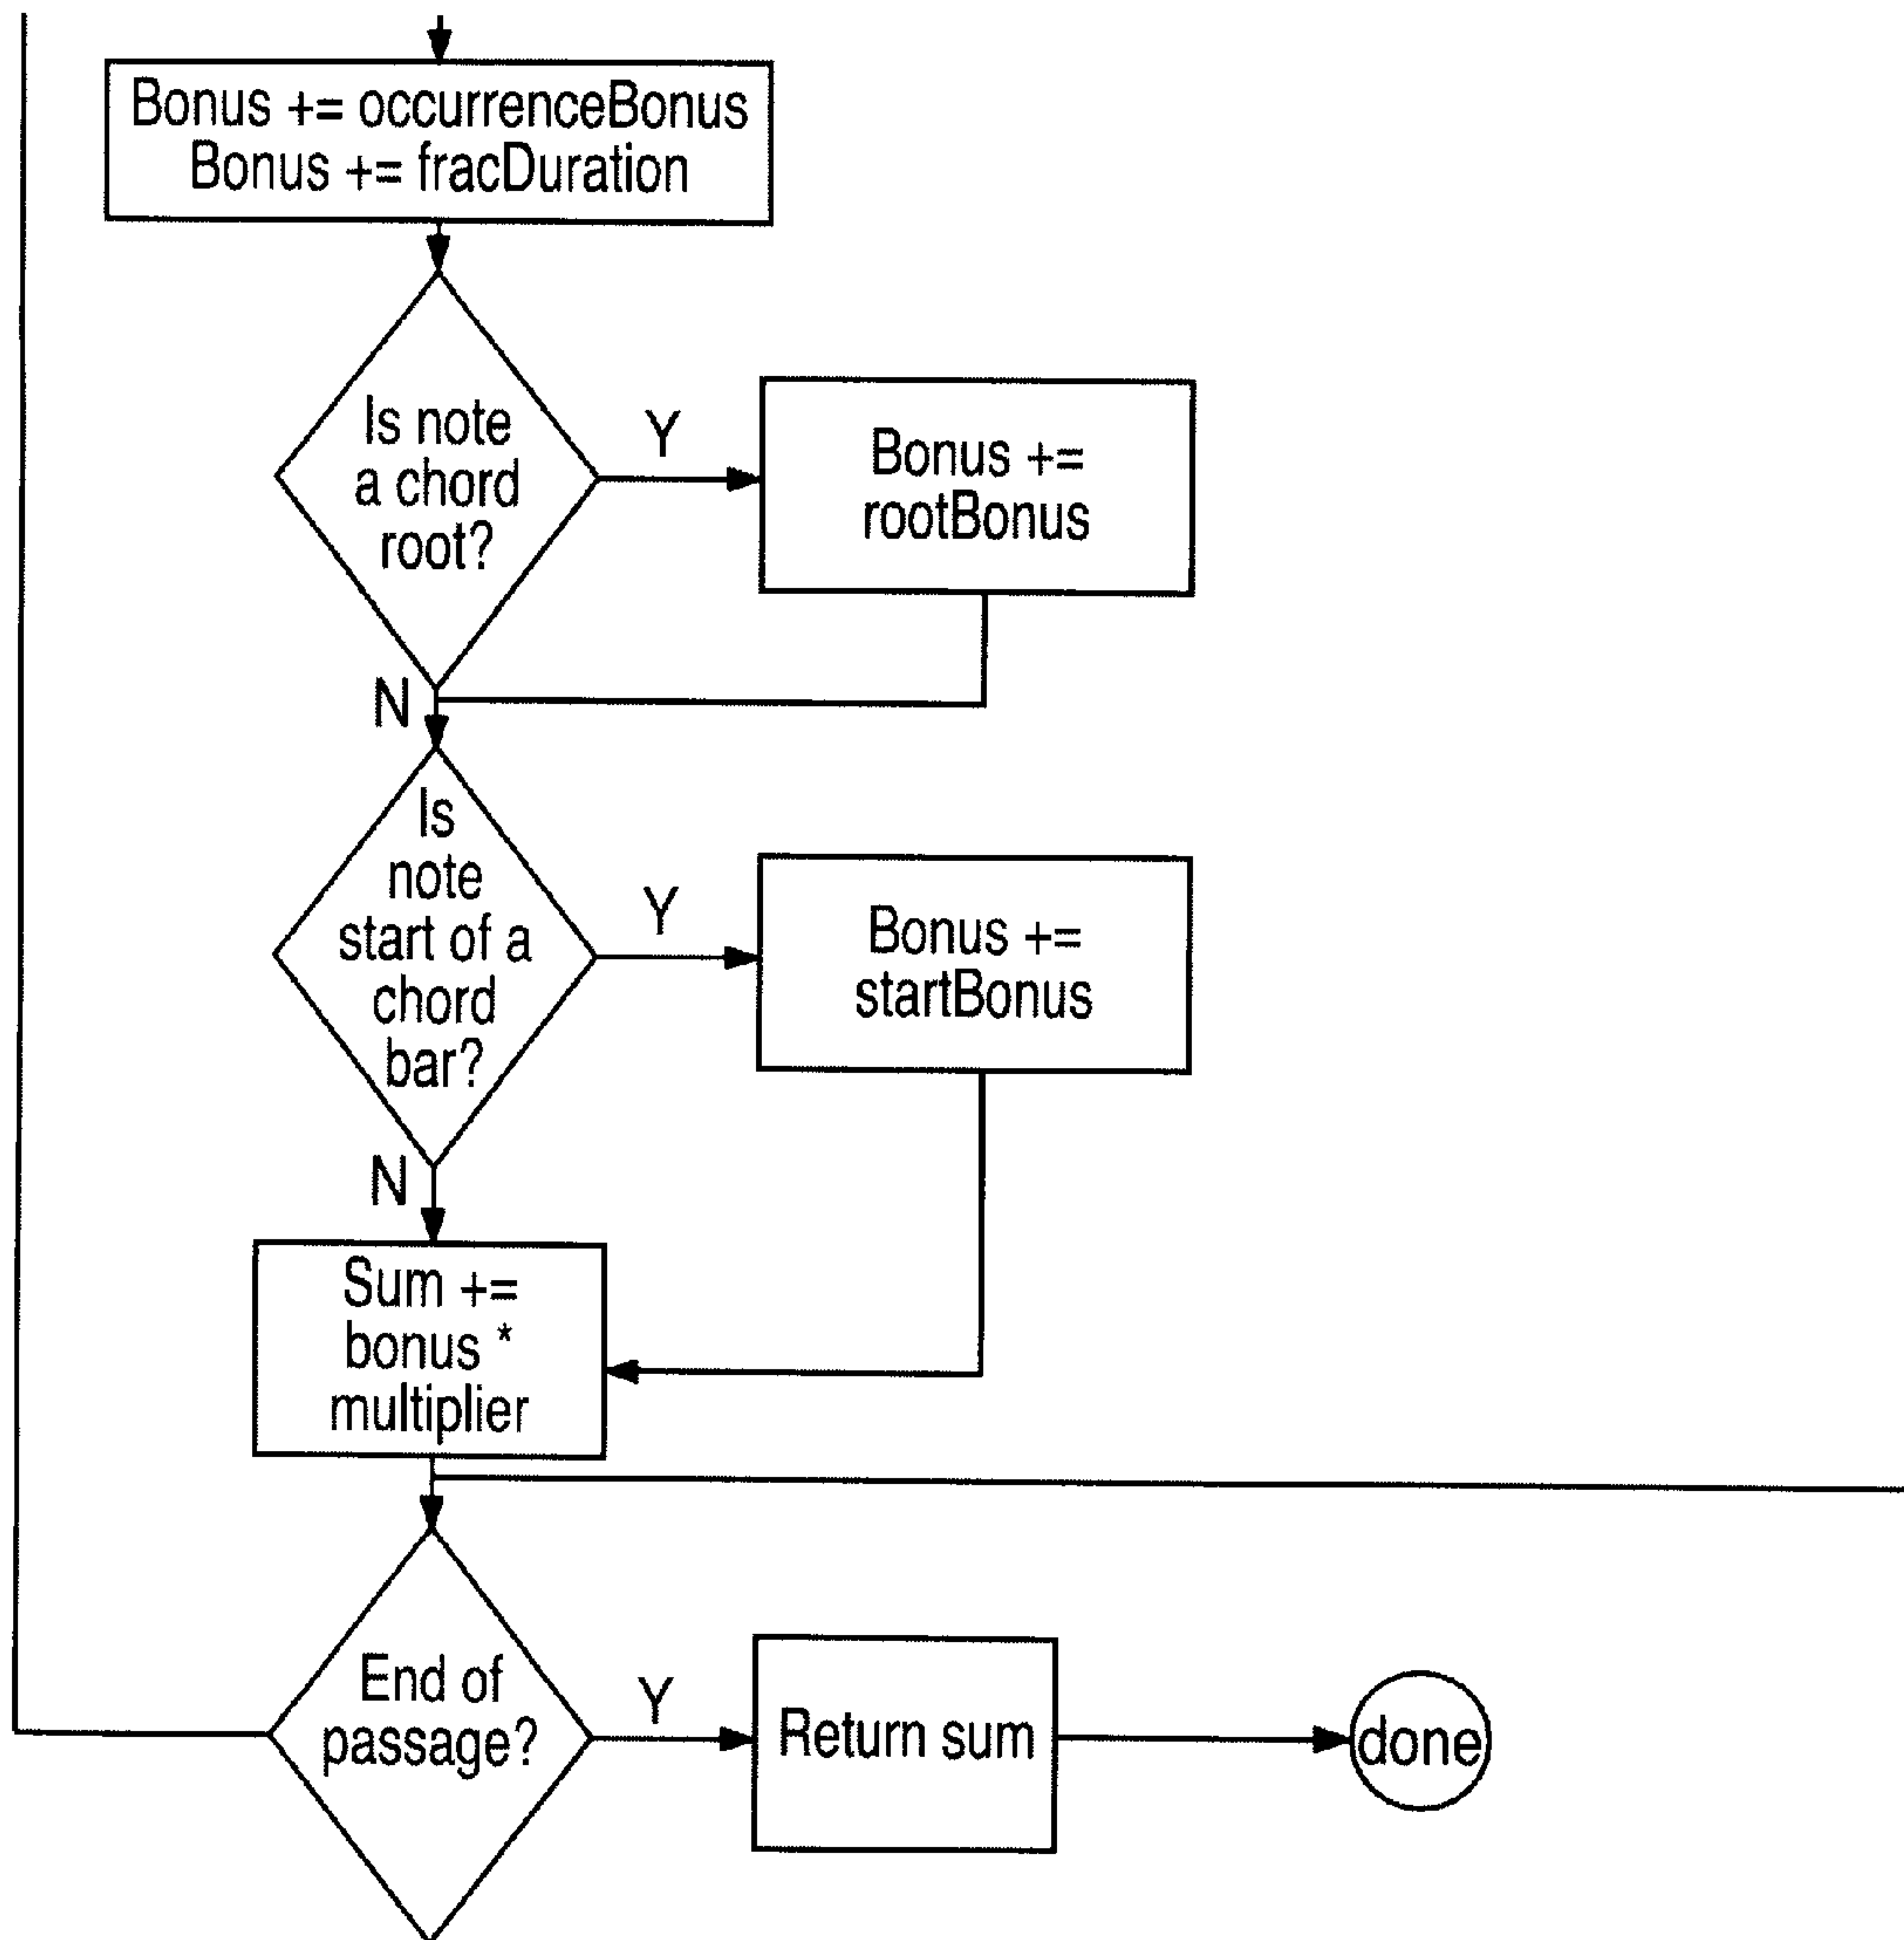 Bonus += occurrenceBonus
Bonus += fracDuration
Is note
a chord
root?
Y
Bonus +=
rootBonus
N
Is
note
start of a
chord
bar?
Y
Bonus +=
startBonus
N
Sum +=
bonus *
multiplier
End of
passage?
Y
Return sum
done